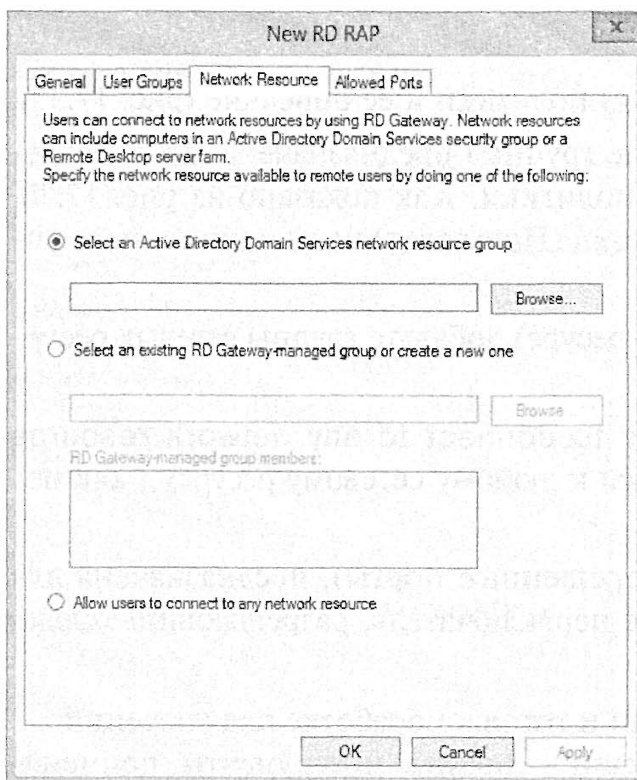 New RD RAP
x
General User Groups Network Resource Allowed Ports
Users can connect to network resources by using RD Gateway. Network resources
can include computers in an Active Directory Domain Services security group or a
Remote Desktop server farm.
Specify the network resource available to remote users by doing one of the following:
Select an Active Directory Domain Services network resource group
Browse...
Select an existing RD Gateway-managed group or create a new one
Browse...
RD Gateway-managed group members:
Allow users to connect to any network resource
OK Cancel Apply